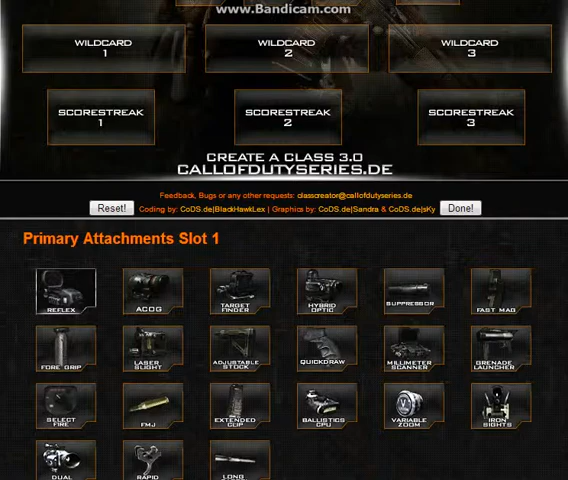 www.Bandicam.com
WILDCARD
1
WILDCARD
2
WILDCARD
3
SCORESTREAK
1
SCORESTREAK
2
SCORESTREAK
3
CREATE A CLASS 3.0
CALLOFDUTYSERIES.DE
Feedback, Bugs or any other requests: classcreator@callofdutyseries.de
Reset! Coding by: CoDS.de|BlackHawkLex | Graphics by: CoDS.de|Sandra & CoDS.de|sKy Done!
Primary Attachments Slot 1
REFLEX
ACOG
TARGET
FINDER
HYBRID
OPTIC
SUPPRESSOR
FAST MAG
FORE GRIP
LASER
SLIGHT
ADJUSTABLE
STOCK
QUICKDRAW
MILLIMETER
SCANNER
GRENADE
LAUNCHER
SELECT
FIRE
FMJ
EXTENDED
CLIP
BALLISTICS
CPU
VARIABLE
ZOOM
IRON
SIGHTS
DUAL
RAPID
LONG